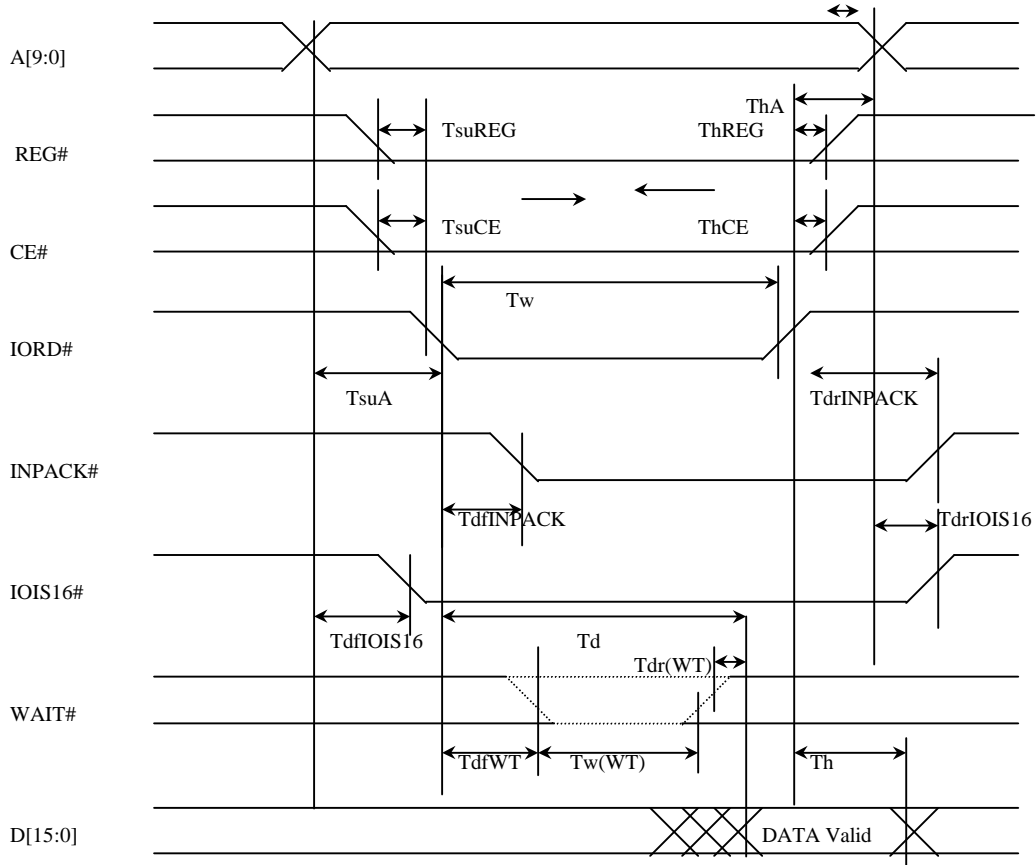 A[9:0]
ThA
TsuREG
ThREG
REG#
TsuCE
ThCE
CE#
Tw
IORD#
TsuA
TdrINPACK
INPACK#
TdfINPACK
TdrIOIS16
IOIS16#
TdfIOIS16
Td
Tdr(WT)
WAIT#
TdfWT
Tw(WT)
Th
D[15:0]
DATA Valid